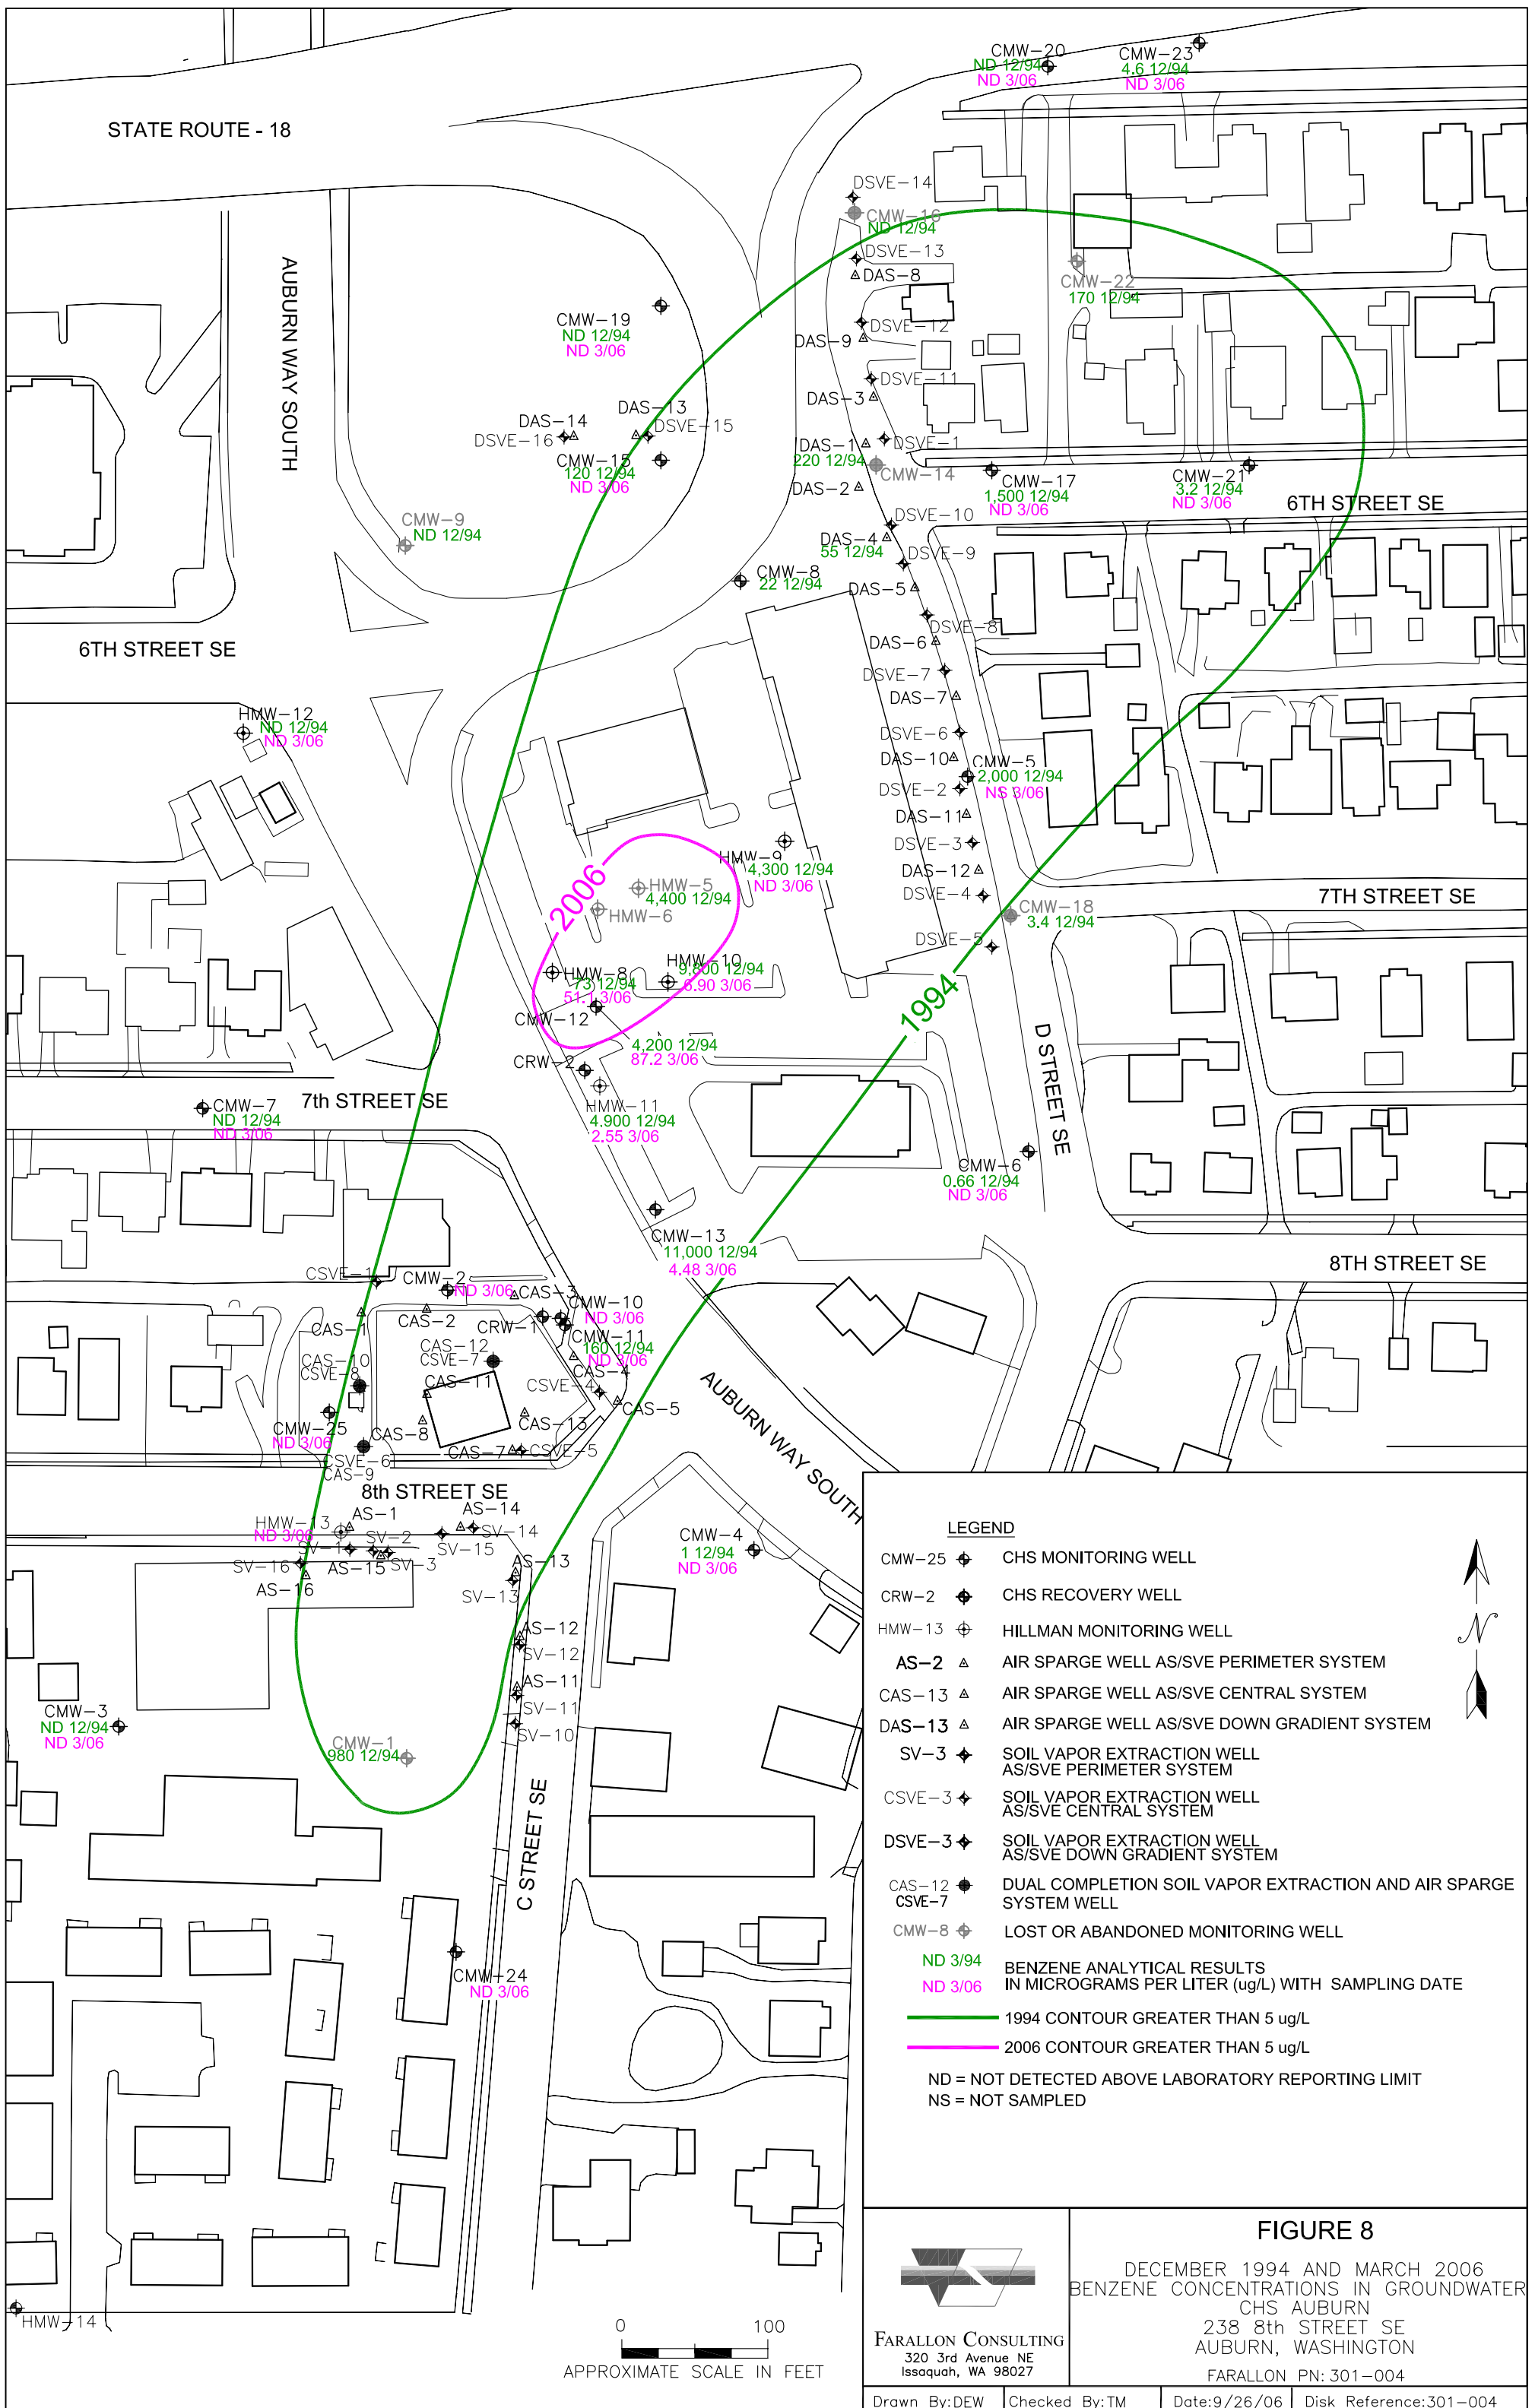 CMW-20
ND 12/94
ND 3/06
CMW-23
4.6 12/94
ND 3/06
STATE ROUTE - 18
DSVE-14
CMW-16
ND 12/94
DSVE-13
DAS-8
CMW-22
170 12/94
AUBURN WAY SOUTH
CMW-19
ND 12/94
ND 3/06
DSVE-12
DAS-9
DSVE-11
DAS-3
DAS-13
DAS-14
DSVE-15
DSVE-16
CMW-15
120 12/94
ND 3/06
DAS-1
DSVE-1
220 12/94
CMW-14
DAS-2
CMW-17
1,500 12/94
ND 3/06
CMW-21
3.2 12/94
ND 3/06
6TH STREET SE
CMW-9
ND 12/94
DSVE-10
DAS-4
55 12/94
DSVE-9
CMW-8
22 12/94
DAS-5
DSVE-8
DAS-6
6TH STREET SE
DSVE-7
DAS-7
HMW-12
ND 12/94
ND 3/06
DSVE-6
DAS-10
CMW-5
2,000 12/94
NS 3/06
DSVE-2
DAS-11
DSVE-3
HMW-9
4,300 12/94
ND 3/06
DAS-12
2006
HMW-5
4,400 12/94
HMW-6
DSVE-4
7TH STREET SE
CMW-18
3.4 12/94
DSVE-5
HMW-8
73 12/94
51.1 3/06
HMW-10
9,800 12/94
6.90 3/06
1994
CMW-12
4,200 12/94
87.2 3/06
D STREET SE
CRW-2
HMW-11
4.900 12/94
2.55 3/06
CMW-7
ND 12/94
ND 3/06
7th STREET SE
CMW-6
0.66 12/94
ND 3/06
CMW-13
11,000 12/94
4.48 3/06
8TH STREET SE
CSVE-1
CMW-2
ND 3/06
CAS-3
CAS-1
CAS-2
CRW-1
CMW-10
ND 3/06
CMW-11
160 12/94
ND 3/06
CAS-12
CSVE-7
CAS-10
CSVE-8
CAS-4
CSVE-4
CAS-11
CAS-5
AUBURN WAY SOUTH
CMW-25
ND 3/06
CAS-8
CAS-13
CAS-7
CSVE-5
CSVE-6
CAS-9
8th STREET SE
HMW-13
ND 3/06
AS-1
AS-14
SV-14
SV-1
SV-2
SV-15
SV-16
AS-15
SV-3
AS-16
AS-13
SV-13
CMW-4
1 12/94
ND 3/06
AS-12
SV-12
AS-11
SV-11
SV-10
CMW-3
ND 12/94
ND 3/06
CMW-1
980 12/94
C STREET SE
CMW-24
ND 3/06
HMW-14
LEGEND
CMW-25 CHS MONITORING WELL
CRW-2 CHS RECOVERY WELL
HMW-13 HILLMAN MONITORING WELL
AS-2 AIR SPARGE WELL AS/SVE PERIMETER SYSTEM
CAS-13 AIR SPARGE WELL AS/SVE CENTRAL SYSTEM
DAS-13 AIR SPARGE WELL AS/SVE DOWN GRADIENT SYSTEM
SV-3 SOIL VAPOR EXTRACTION WELL
AS/SVE PERIMETER SYSTEM
CSVE-3 SOIL VAPOR EXTRACTION WELL
AS/SVE CENTRAL SYSTEM
DSVE-3 SOIL VAPOR EXTRACTION WELL
AS/SVE DOWN GRADIENT SYSTEM
CAS-12 DUAL COMPLETION SOIL VAPOR EXTRACTION AND AIR SPARGE
CSVE-7 SYSTEM WELL
CMW-8 LOST OR ABANDONED MONITORING WELL
ND 3/94 BENZENE ANALYTICAL RESULTS
ND 3/06 IN MICROGRAMS PER LITER (ug/L) WITH SAMPLING DATE
1994 CONTOUR GREATER THAN 5 ug/L
2006 CONTOUR GREATER THAN 5 ug/L
ND = NOT DETECTED ABOVE LABORATORY REPORTING LIMIT
NS = NOT SAMPLED
N
0 100
APPROXIMATE SCALE IN FEET
FARALLON CONSULTING
320 3rd Avenue NE
Issaquah, WA 98027
FIGURE 8
DECEMBER 1994 AND MARCH 2006
BENZENE CONCENTRATIONS IN GROUNDWATER
CHS AUBURN
238 8th STREET SE
AUBURN, WASHINGTON
FARALLON PN: 301-004
Drawn By:DEW Checked By:TM Date:9/26/06 Disk Reference:301-004